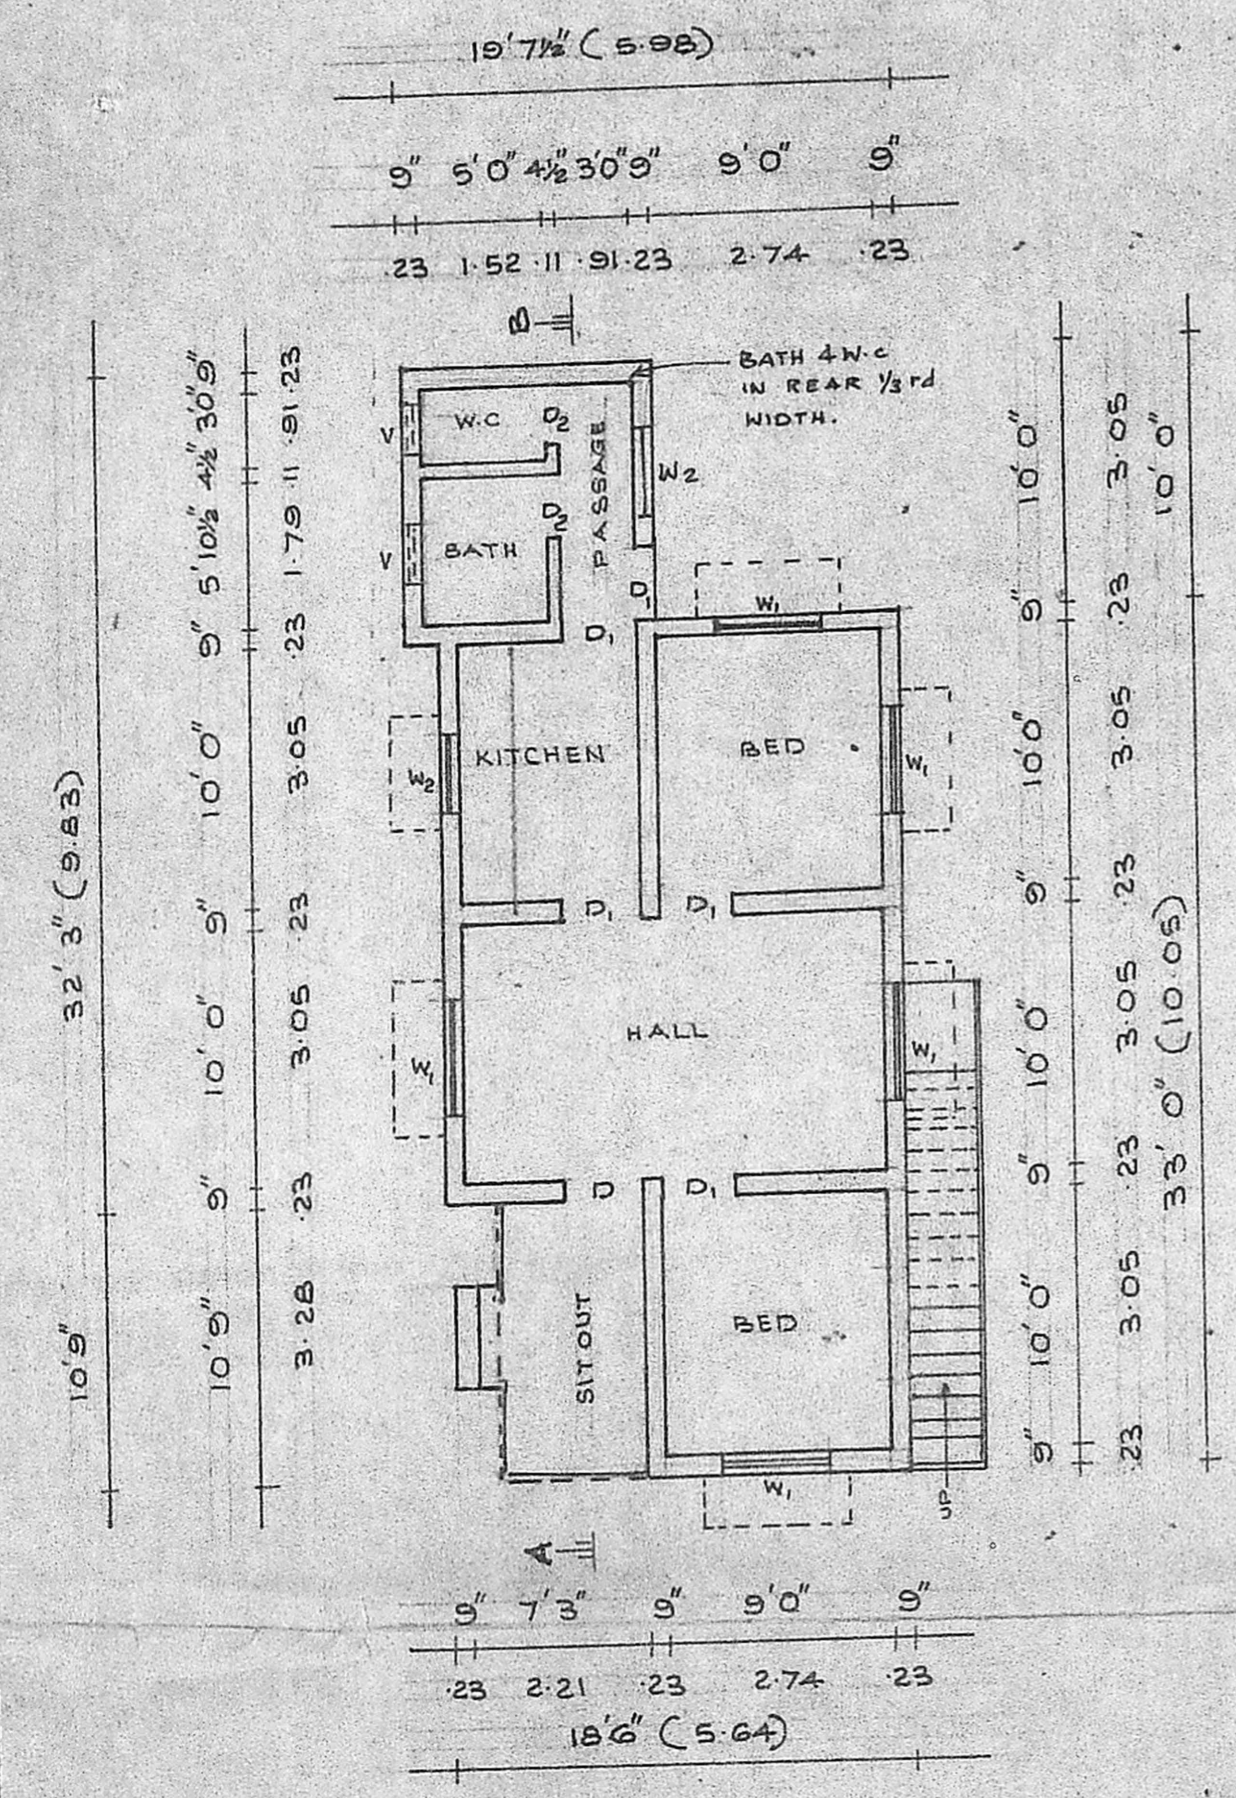 19'7½" (5.98)
9" 5'0" 4½" 3'0" 9" 9'0" 9"
.23 1.52 .11 .91 .23 2.74 .23
B
BATH & W.C
IN REAR 1/3 rd
WIDTH.
W.C
D2
V
PASSAGE
W2
D2
V
BATH
D1
W1
D1
KITCHEN
BED
W2
W1
D1
D1
HALL
W1
W1
D
D1
SITOUT
BED
W1
UP
A
9" 7'3" 9" 9'0" 9"
.23 2.21 .23 2.74 .23
18'6" (5.64)
32'3" (9.83)
10'9"
9"
3'0"
4½"
5'10½"
9"
10'0"
9"
10'0"
9"
10'9"
.23
.91
.11
1.79
.23
3.05
.23
3.05
.23
3.28
10'0"
9"
10'0"
9"
10'0"
9"
10'0"
9"
3.05
.23
3.05
.23
3.05
.23
3.05
.23
10'0"
33'0" (10.05)